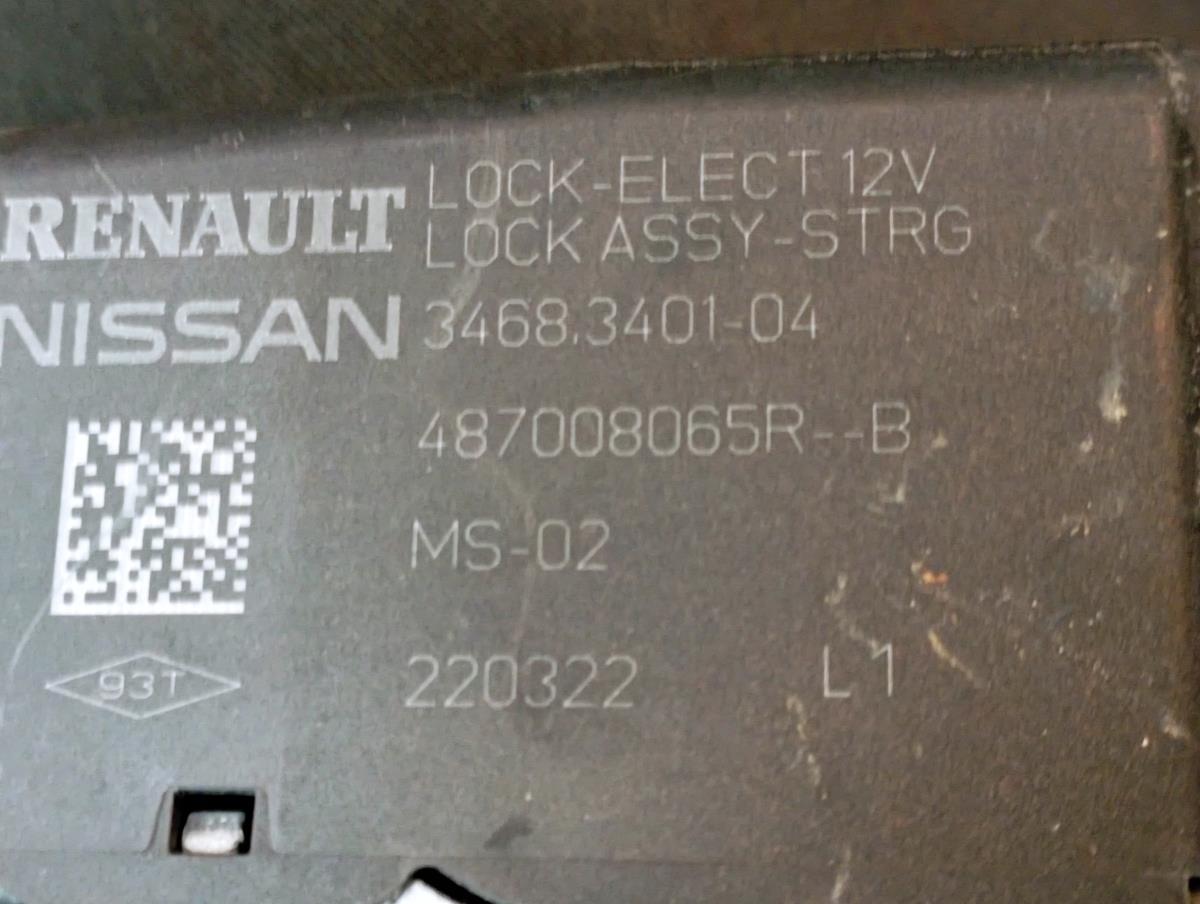 RENAULT
LOCK-ELECT 12V
LOCK ASSY-STRG
NISSAN
3468.3401-04
487008065R--B
MS-02
93T
220322
L1